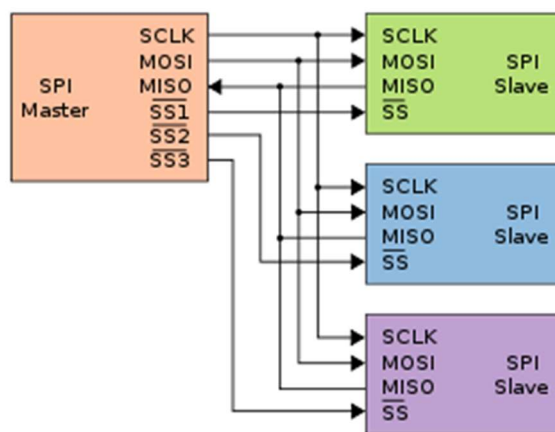 SPI
Master
SCLK
MOSI
MISO
SS1
SS2
SS3
SCLK
MOSI
MISO
SS
SPI
Slave
SCLK
MOSI
MISO
SS
SPI
Slave
SCLK
MOSI
MISO
SS
SPI
Slave